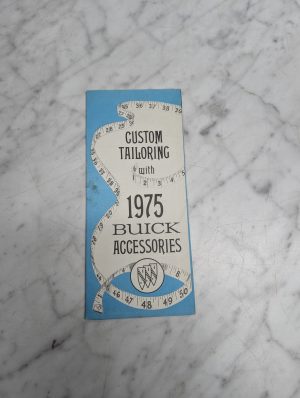 CUSTOM
TAILORING
with
1975
BUICK
ACCESSORIES